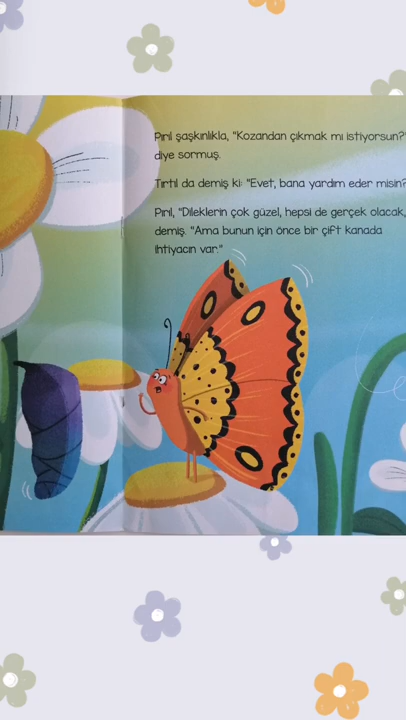 Pırıl şaşkınlıkla, "Kozandan çıkmak mı istiyorsun?"
diye sormuş.
Tırtıl da demiş ki: "Evet, bana yardım eder misin?
Pırıl, "Dileklerin çok güzel, hepsi de gerçek olacak,
demiş. "Ama bunun için önce bir çift kanada
ihtiyacın var."